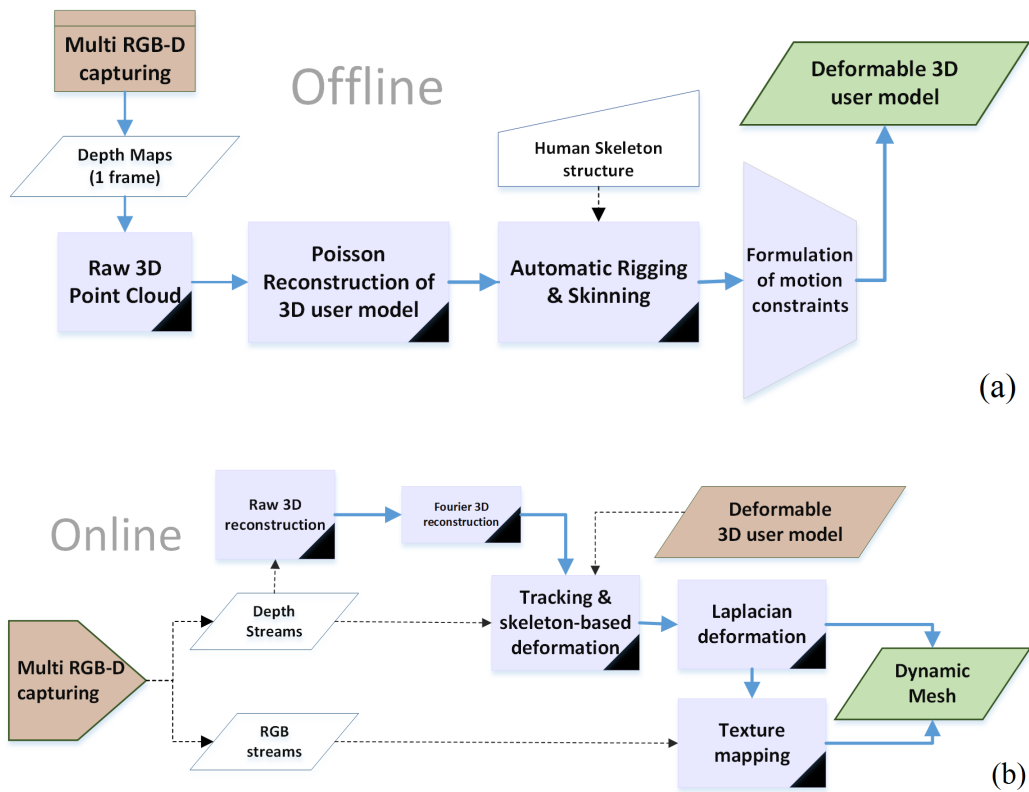 Multi RGB-D
capturing
Offline
Deformable 3D
user model
Depth Maps
(1 frame)
Human Skeleton
structure
Raw 3D
Point Cloud
Poisson
Reconstruction of
3D user model
Automatic Rigging
& Skinning
Formulation
of motion
constraints
(a)
Online
Raw 3D
reconstruction
Fourier 3D
reconstruction
Deformable
3D user model
Depth
Streams
Tracking &
skeleton-based
deformation
Laplacian
deformation
Multi RGB-D
capturing
Dynamic
Mesh
RGB
streams
Texture
mapping
(b)